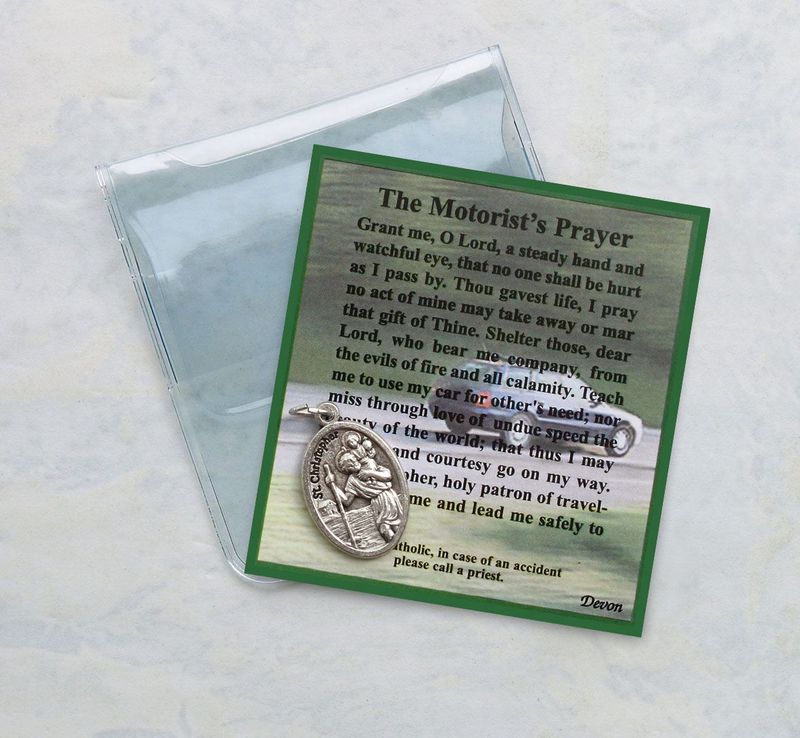 The Motorist's Prayer
Grant me, O Lord, a steady hand and
watchful eye, that no one shall be hurt
as I pass by. Thou gavest life, I pray
no act of mine may take away or mar
that gift of Thine. Shelter those, dear
Lord, who bear me company, from
the evils of fire and all calamity. Teach
me to use my car for other's need; nor
miss through love of undue speed the
auty of the world; that thus I may
and courtesy go on my way.
pher, holy patron of travel-
me and lead me safely to
atholic, in case of an accident
please call a priest.
Devon
St Christopher